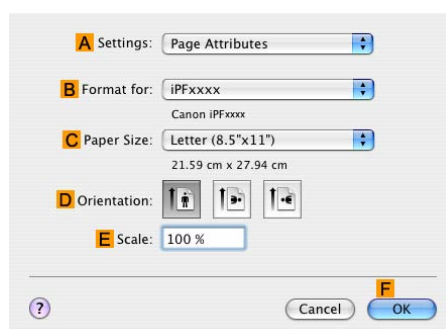 A Settings: Page Attributes
B Format for: iPFxxxx
Canon iPFxxxx
C Paper Size: Letter (8.5"x11")
21.59 cm x 27.94 cm
D Orientation:
E Scale: 100 %
F
? Cancel OK